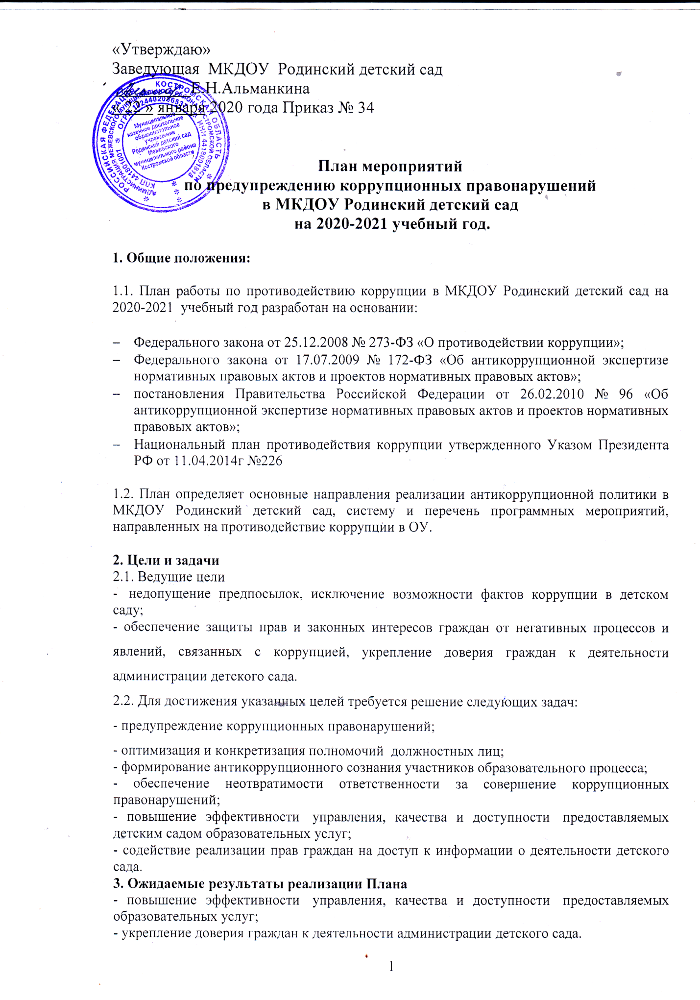 «Утверждаю»
Заведующая МКДОУ Родинский детский сад
Е.Н.Альманкина
« 22 » января 2020 года Приказ № 34
РОССИЙСКАЯ ФЕДЕРАЦИЯ КОСТРОМСКАЯ ОБЛАСТЬ
АДМИНИСТРАЦИЯ МЕЖЕВСКОГО МУНИЦИПАЛЬНОГО РАЙОНА КОСТРОМСКОЙ ОБЛАСТИ
КПП 441801001 * ОГРН * ИНН 4418001818
Муниципальное
казенное дошкольное
образовательное
учреждение
Родинский детский сад
Межевского
муниципального района
Костромской области
План мероприятий
по предупреждению коррупционных правонарушений
в МКДОУ Родинский детский сад
на 2020-2021 учебный год.
1. Общие положения:
1.1. План работы по противодействию коррупции в МКДОУ Родинский детский сад на
2020-2021 учебный год разработан на основании:
– Федерального закона от 25.12.2008 № 273-ФЗ «О противодействии коррупции»;
– Федерального закона от 17.07.2009 № 172-ФЗ «Об антикоррупционной экспертизе
нормативных правовых актов и проектов нормативных правовых актов»;
– постановления Правительства Российской Федерации от 26.02.2010 № 96 «Об
антикоррупционной экспертизе нормативных правовых актов и проектов нормативных
правовых актов»;
– Национальный план противодействия коррупции утвержденного Указом Президента
РФ от 11.04.2014г №226
1.2. План определяет основные направления реализации антикоррупционной политики в
МКДОУ Родинский детский сад, систему и перечень программных мероприятий,
направленных на противодействие коррупции в ОУ.
2. Цели и задачи
2.1. Ведущие цели
- недопущение предпосылок, исключение возможности фактов коррупции в детском
саду;
- обеспечение защиты прав и законных интересов граждан от негативных процессов и
явлений, связанных с коррупцией, укрепление доверия граждан к деятельности
администрации детского сада.
2.2. Для достижения указанных целей требуется решение следующих задач:
- предупреждение коррупционных правонарушений;
- оптимизация и конкретизация полномочий должностных лиц;
- формирование антикоррупционного сознания участников образовательного процесса;
- обеспечение неотвратимости ответственности за совершение коррупционных
правонарушений;
- повышение эффективности управления, качества и доступности предоставляемых
детским садом образовательных услуг;
- содействие реализации прав граждан на доступ к информации о деятельности детского
сада.
3. Ожидаемые результаты реализации Плана
- повышение эффективности управления, качества и доступности предоставляемых
образовательных услуг;
- укрепление доверия граждан к деятельности администрации детского сада.
1